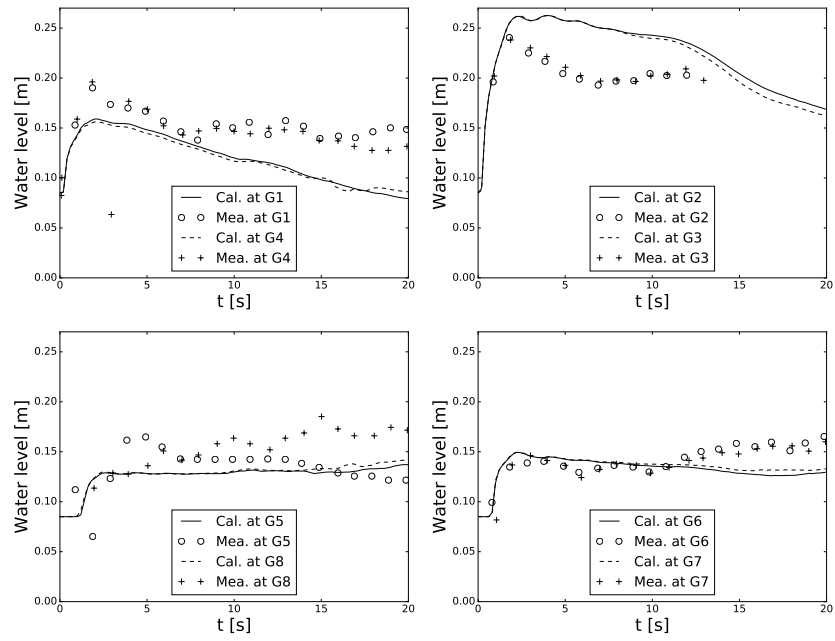 Water level [m]
0.25
0.20
0.15
0.10
0.05
0.00
0
5
10
15
20
t [s]
Cal. at G1
Mea. at G1
Cal. at G4
Mea. at G4
Water level [m]
0.25
0.20
0.15
0.10
0.05
0.00
0
5
10
15
20
t [s]
Cal. at G2
Mea. at G2
Cal. at G3
Mea. at G3
Water level [m]
0.25
0.20
0.15
0.10
0.05
0.00
0
5
10
15
20
t [s]
Cal. at G5
Mea. at G5
Cal. at G8
Mea. at G8
Water level [m]
0.25
0.20
0.15
0.10
0.05
0.00
0
5
10
15
20
t [s]
Cal. at G6
Mea. at G6
Cal. at G7
Mea. at G7